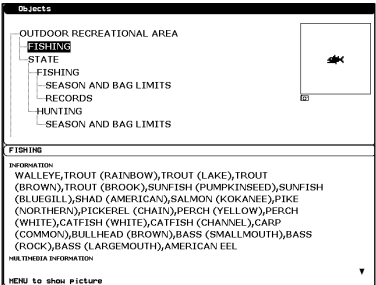 Objects
OUTDOOR RECREATIONAL AREA
FISHING
STATE
FISHING
SEASON AND BAG LIMITS
RECORDS
HUNTING
SEASON AND BAG LIMITS
FISHING
INFORMATION
WALLEYE,TROUT (RAINBOW),TROUT (LAKE),TROUT
(BROWN),TROUT (BROOK),SUNFISH (PUMPKINSEED),SUNFISH
(BLUEGILL),SHAD (AMERICAN),SALMON (KOKANEE),PIKE
(NORTHERN),PICKEREL (CHAIN),PERCH (YELLOW),PERCH
(WHITE),CATFISH (WHITE),CATFISH (CHANNEL),CARP
(COMMON),BULLHEAD (BROWN),BASS (SMALLMOUTH),BASS
(ROCK),BASS (LARGEMOUTH),AMERICAN EEL
MULTIMEDIA INFORMATION
MENU to show picture